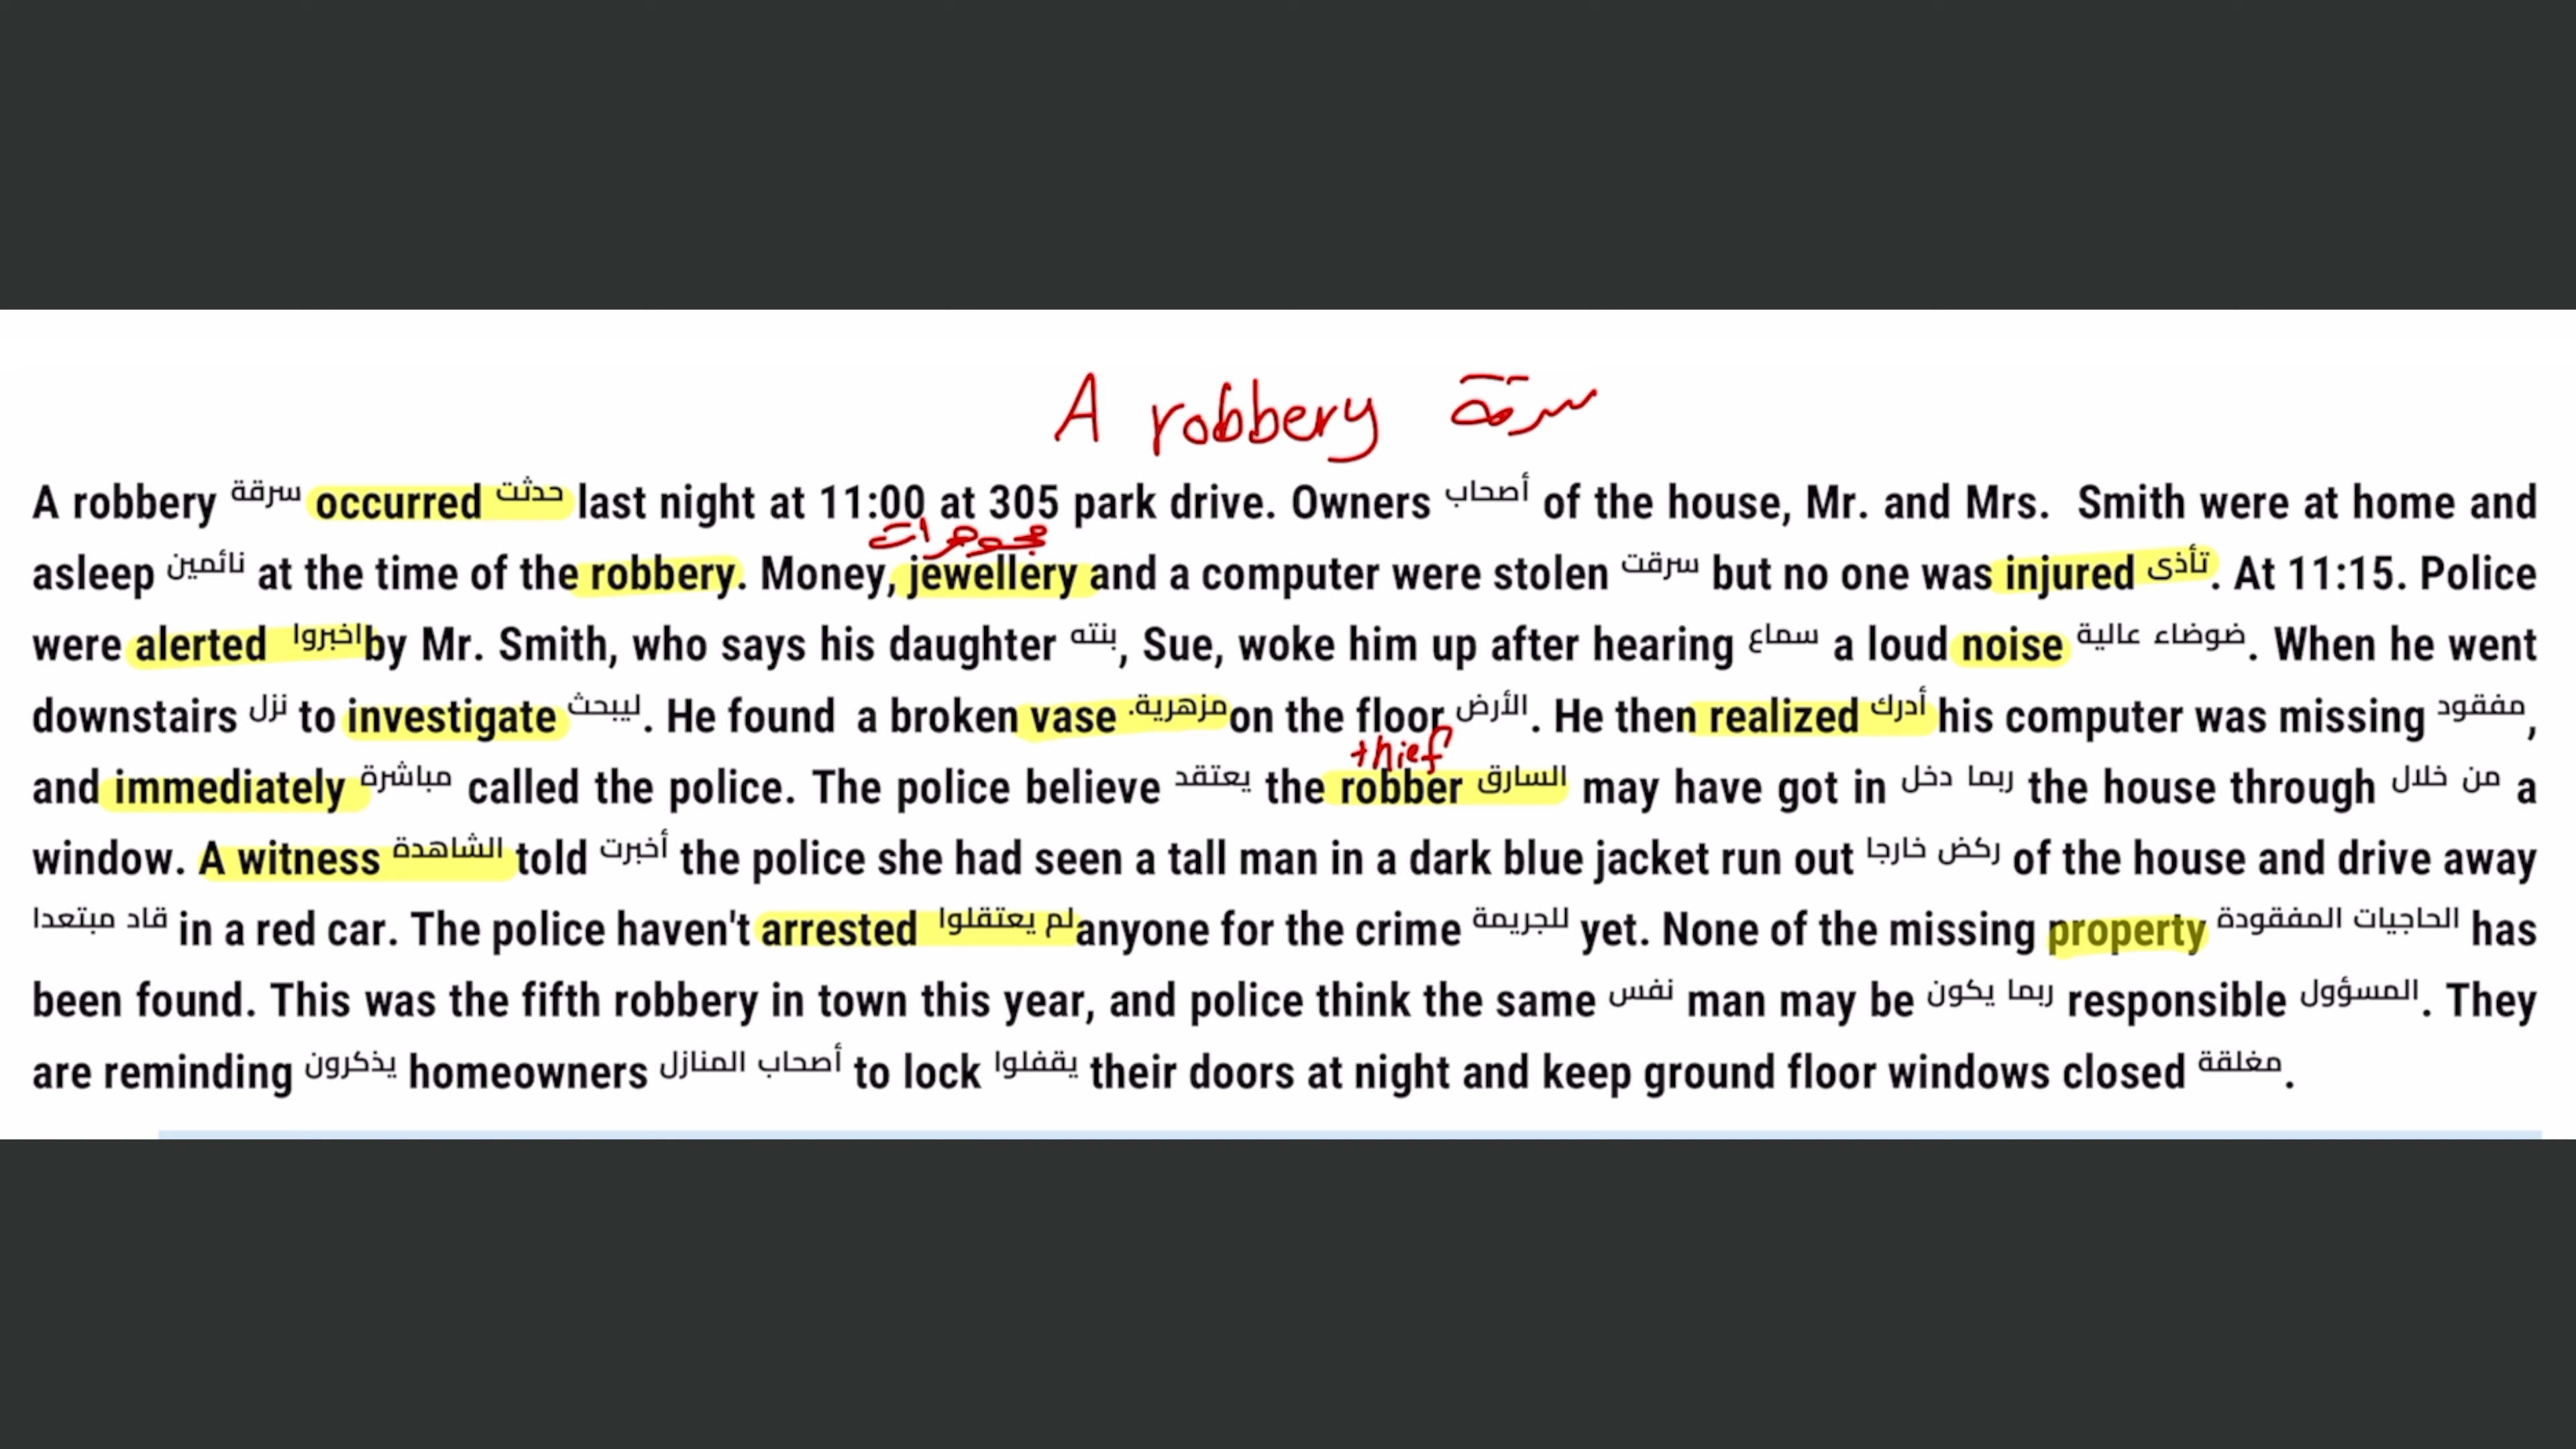 A robbery سرقة
A robbery سرقة occurred حدثت last night at 11:00 at 305 park drive. Owners أصحاب of the house, Mr. and Mrs. Smith were at home and
مجوهرات
asleep نائمين at the time of the robbery. Money, jewellery and a computer were stolen سرقت but no one was injured تأذى. At 11:15. Police
were alerted اخبروا by Mr. Smith, who says his daughter بنته, Sue, woke him up after hearing سماع a loud noise ضوضاء عالية. When he went
downstairs نزل to investigate ليبحث. He found a broken vase مزهرية. on the floor الأرض. He then realized أدرك his computer was missing مفقود,
thief
and immediately مباشرة called the police. The police believe يعتقد the robber السارق may have got in ربما دخل the house through من خلال a
window. A witness الشاهدة told أخبرت the police she had seen a tall man in a dark blue jacket run out ركض خارجا of the house and drive away
قاد مبتعدا in a red car. The police haven't arrested لم يعتقلوا anyone for the crime للجريمة yet. None of the missing property الحاجيات المفقودة has
been found. This was the fifth robbery in town this year, and police think the same نفس man may be ربما يكون responsible المسؤول. They
are reminding يذكرون homeowners أصحاب المنازل to lock يقفلوا their doors at night and keep ground floor windows closed مغلقة.